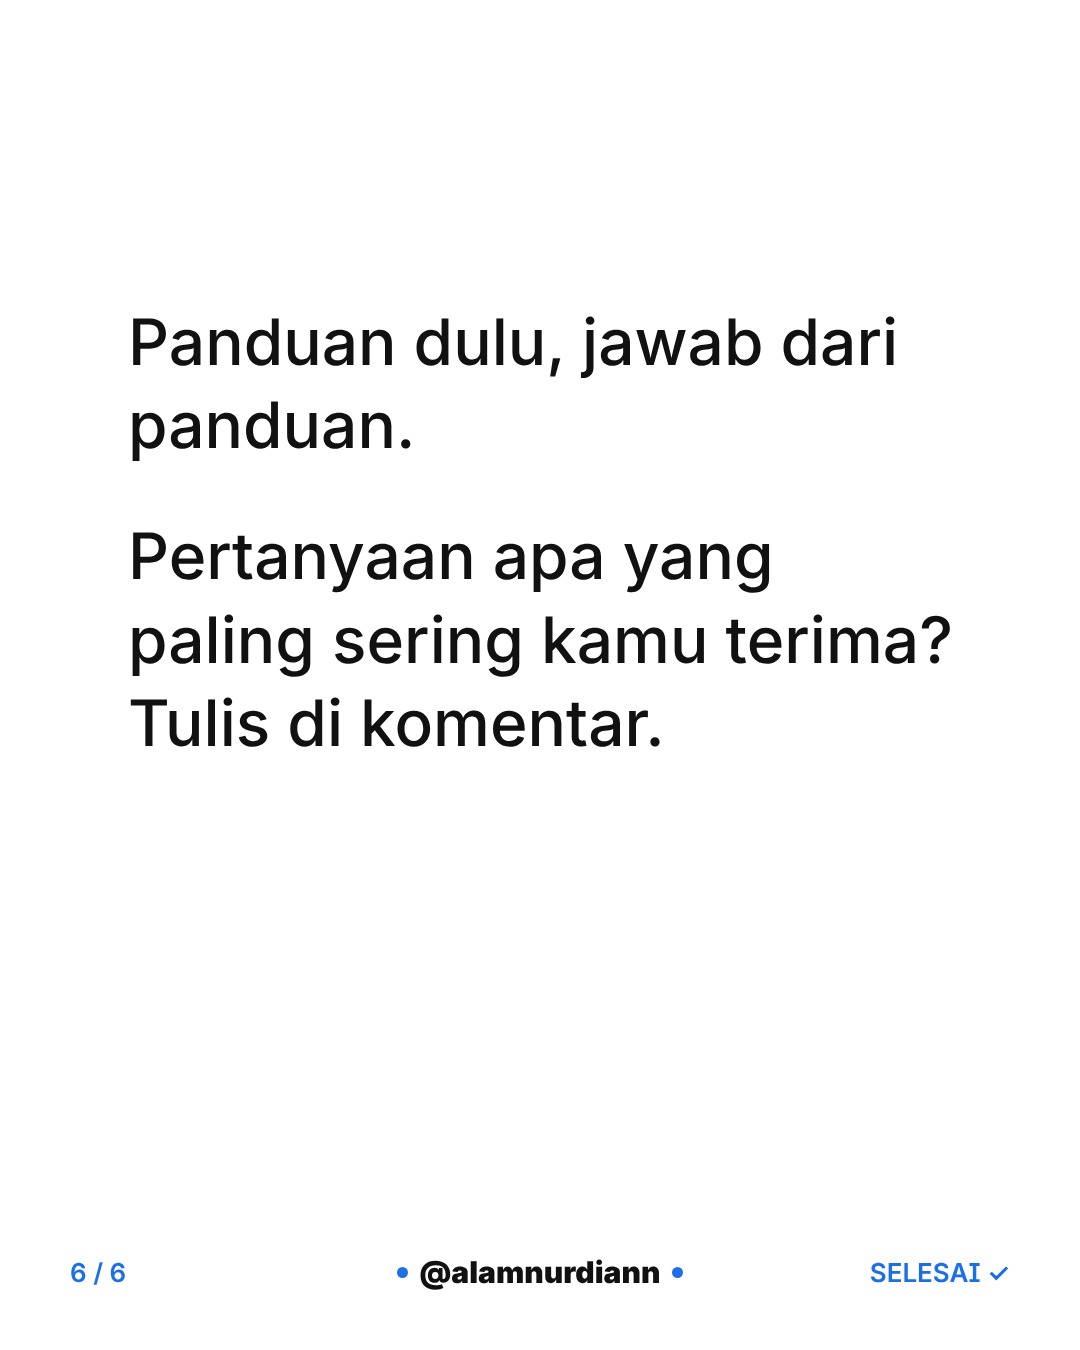 Panduan dulu, jawab dari
panduan.
Pertanyaan apa yang
paling sering kamu terima?
Tulis di komentar.
6 / 6
• @alamnurdiann •
SELESAI ✓